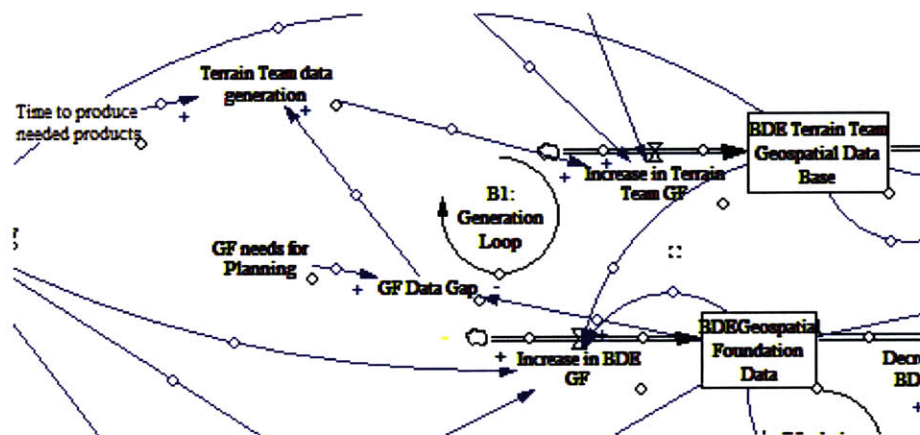 Terrain Team data
generation
Time to produce
needed products
BDE Terrain Team
Geospatial Data
Base
Increase in Terrain
Team GF
B1:
Generation
Loop
GF needs for
Planning
GF Data Gap
BDEGeospatial
Foundation
Data
Increase in BDE
GF
Decre
BD